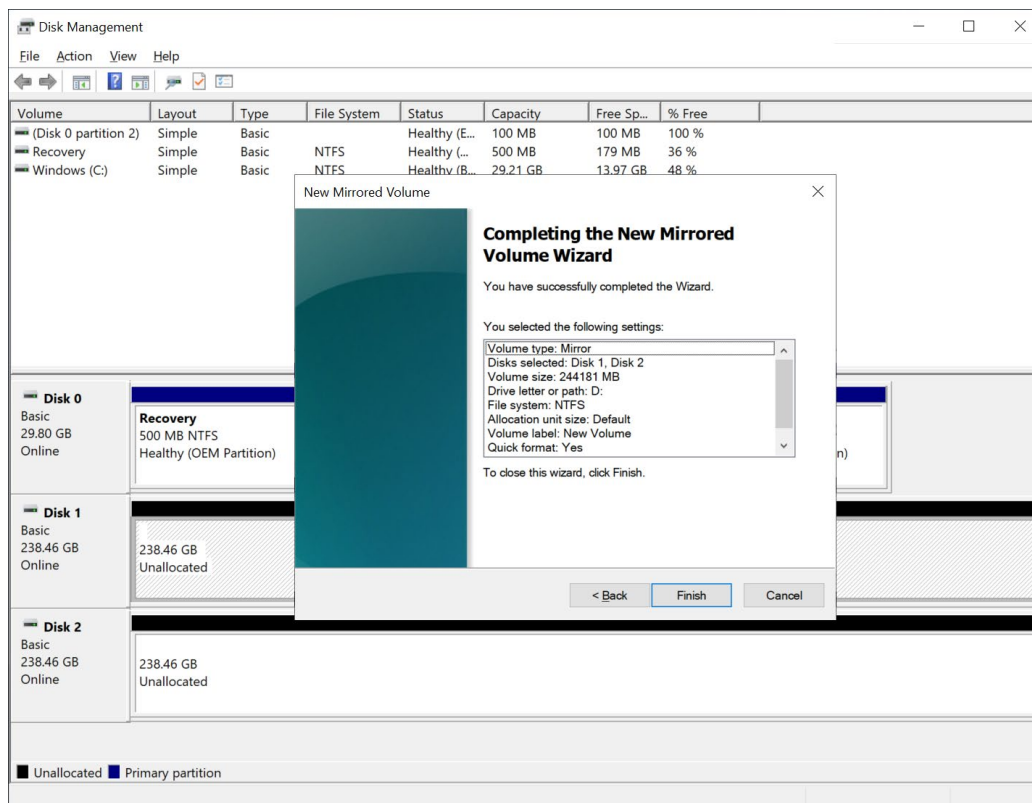 Disk Management
File Action View Help
Volume Layout Type File System Status Capacity Free Sp... % Free
(Disk 0 partition 2) Simple Basic Healthy (E... 100 MB 100 MB 100 %
Recovery Simple Basic NTFS Healthy (... 500 MB 179 MB 36 %
Windows (C:) Simple Basic NTFS Healthy (B... 29.21 GB 13.97 GB 48 %
New Mirrored Volume
Completing the New Mirrored
Volume Wizard
You have successfully completed the Wizard.
You selected the following settings:
Volume type: Mirror
Disks selected: Disk 1, Disk 2
Volume size: 244181 MB
Drive letter or path: D:
File system: NTFS
Allocation unit size: Default
Volume label: New Volume
Quick format: Yes
To close this wizard, click Finish.
< Back Finish Cancel
Disk 0
Basic
29.80 GB
Online
Recovery
500 MB NTFS
Healthy (OEM Partition)
n)
Disk 1
Basic
238.46 GB
Online
238.46 GB
Unallocated
Disk 2
Basic
238.46 GB
Online
238.46 GB
Unallocated
Unallocated Primary partition